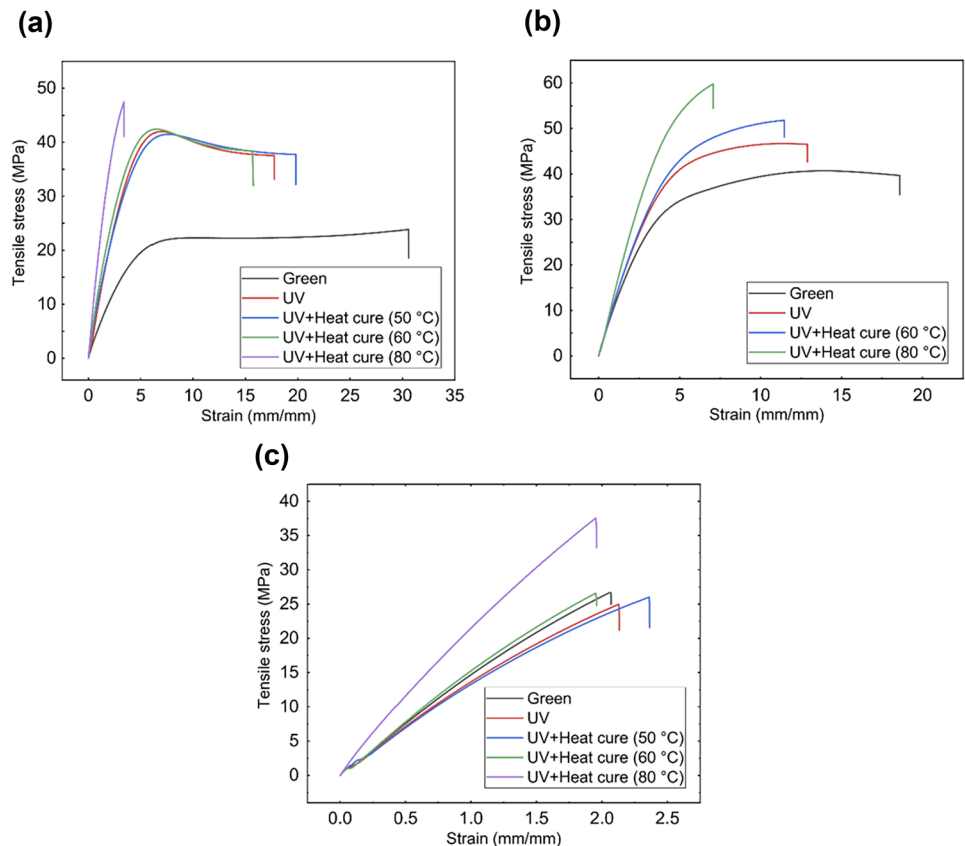 (a)
Tensile stress (MPa)
50
40
30
20
10
0
Green
UV
UV+Heat cure (50 °C)
UV+Heat cure (60 °C)
UV+Heat cure (80 °C)
0 5 10 15 20 25 30 35
Strain (mm/mm)
(b)
Tensile stress (MPa)
60
50
40
30
20
10
0
Green
UV
UV+Heat cure (60 °C)
UV+Heat cure (80 °C)
0 5 10 15 20
Strain (mm/mm)
(c)
Tensile stress (MPa)
40
35
30
25
20
15
10
5
0
Green
UV
UV+Heat cure (50 °C)
UV+Heat cure (60 °C)
UV+Heat cure (80 °C)
0.0 0.5 1.0 1.5 2.0 2.5
Strain (mm/mm)